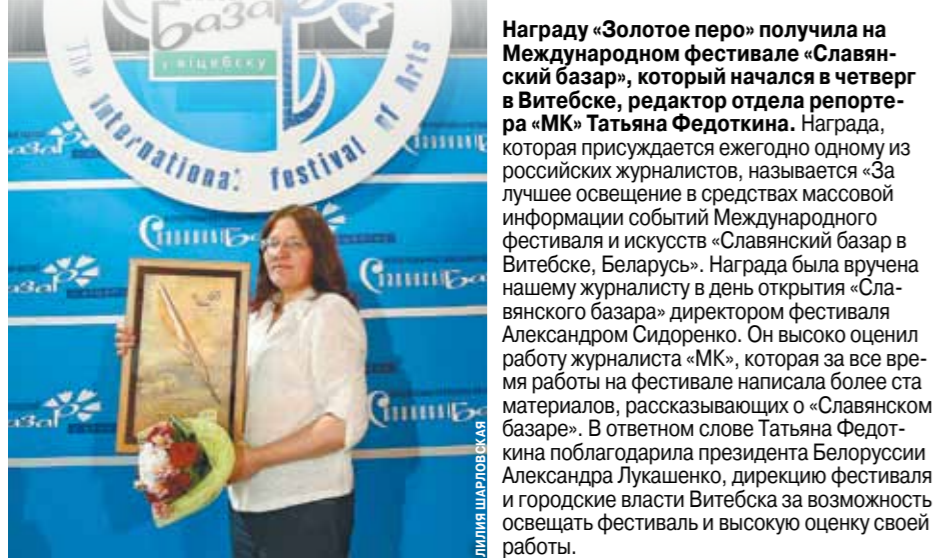 Базар
у віцебску
The International festival of Arts
ЛИЛИЯ ШАРЛОВСКАЯ
Награду «Золотое перо» получила на
Международном фестивале «Славян-
ский базар», который начался в четверг
в Витебске, редактор отдела репорте-
ра «МК» Татьяна Федоткина. Награда,
которая присуждается ежегодно одному из
российских журналистов, называется «За
лучшее освещение в средствах массовой
информации событий Международного
фестиваля и искусств «Славянский базар в
Витебске, Беларусь». Награда была вручена
нашему журналисту в день открытия «Сла-
вянского базара» директором фестиваля
Александром Сидоренко. Он высоко оценил
работу журналиста «МК», которая за все вре-
мя работы на фестивале написала более ста
материалов, рассказывающих о «Славянском
базаре». В ответном слове Татьяна Федот-
кина поблагодарила президента Белоруссии
Александра Лукашенко, дирекцию фестиваля
и городские власти Витебска за возможность
освещать фестиваль и высокую оценку своей
работы.